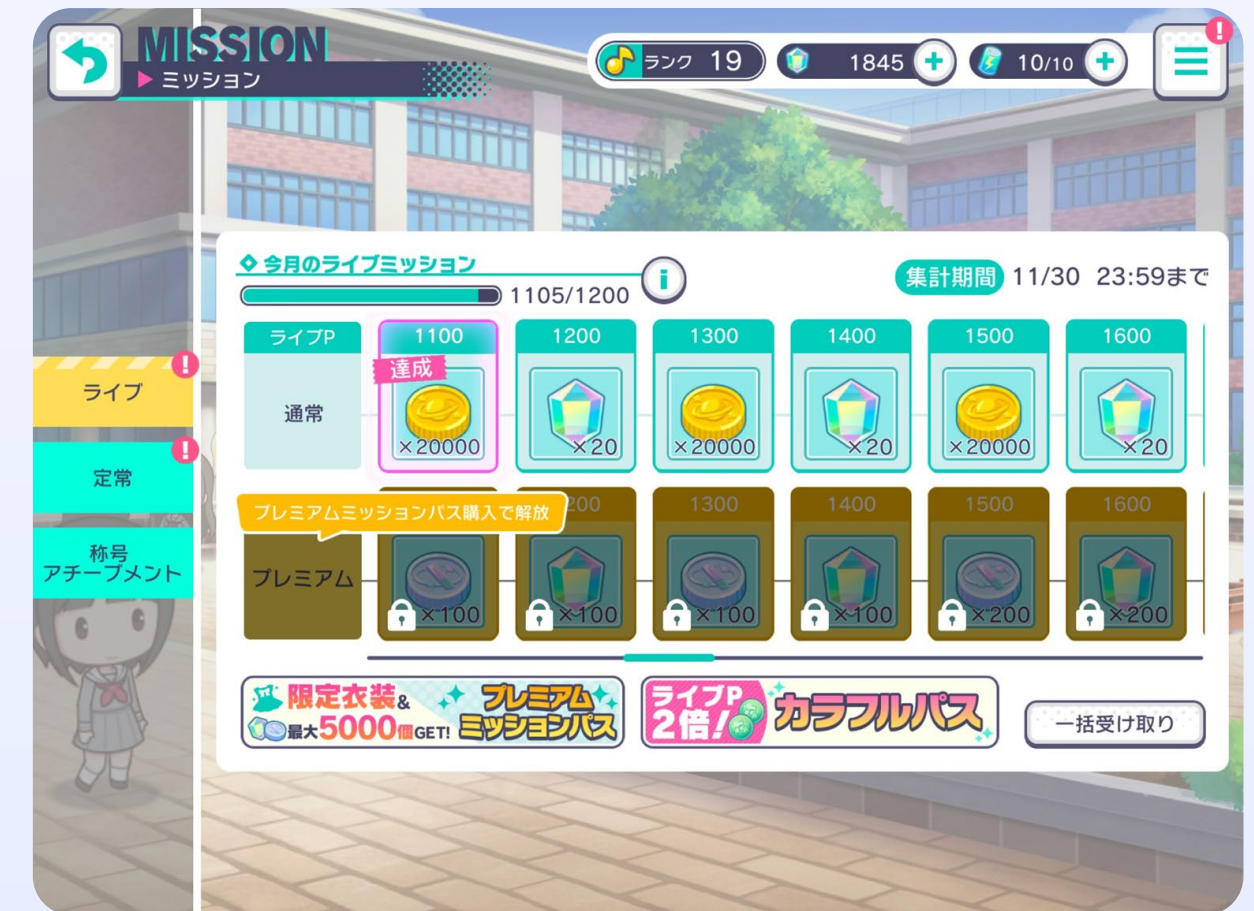 MISSION
ミッション
ランク 19
1845
10/10
今月のライブミッション
1105/1200
集計期間 11/30 23:59まで
ライブP 1100 1200 1300 1400 1500 1600
達成
通常 ×20000 ×20 ×20000 ×20 ×20000 ×20
ライブ
定常
称号
アチーブメント
プレミアムミッションパス購入で解放
200 1300 1400 1500 1600
プレミアム ×100 ×100 ×100 ×100 ×200 ×200
限定衣装&
最大5000個GET!
プレミアム
ミッションパス
ライブP
2倍!
カラフルパス
一括受け取り